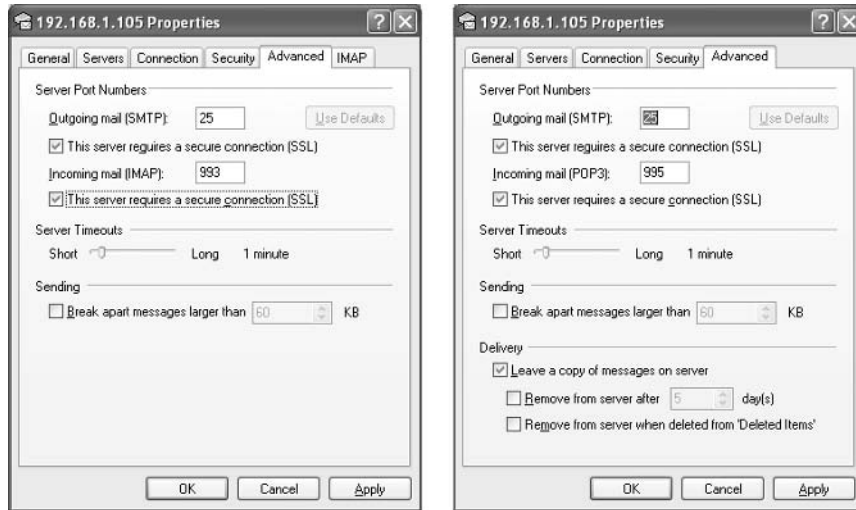 192.168.1.105 Properties
General Servers Connection Security Advanced IMAP
Server Port Numbers
Outgoing mail (SMTP): 25 Use Defaults
This server requires a secure connection (SSL)
Incoming mail (IMAP): 993
This server requires a secure connection (SSL)
Server Timeouts
Short Long 1 minute
Sending
Break apart messages larger than 60 KB
OK Cancel Apply
192.168.1.105 Properties
General Servers Connection Security Advanced
Server Port Numbers
Outgoing mail (SMTP): 25 Use Defaults
This server requires a secure connection (SSL)
Incoming mail (POP3): 995
This server requires a secure connection (SSL)
Server Timeouts
Short Long 1 minute
Sending
Break apart messages larger than 60 KB
Delivery
Leave a copy of messages on server
Remove from server after 5 day(s)
Remove from server when deleted from 'Deleted Items'
OK Cancel Apply